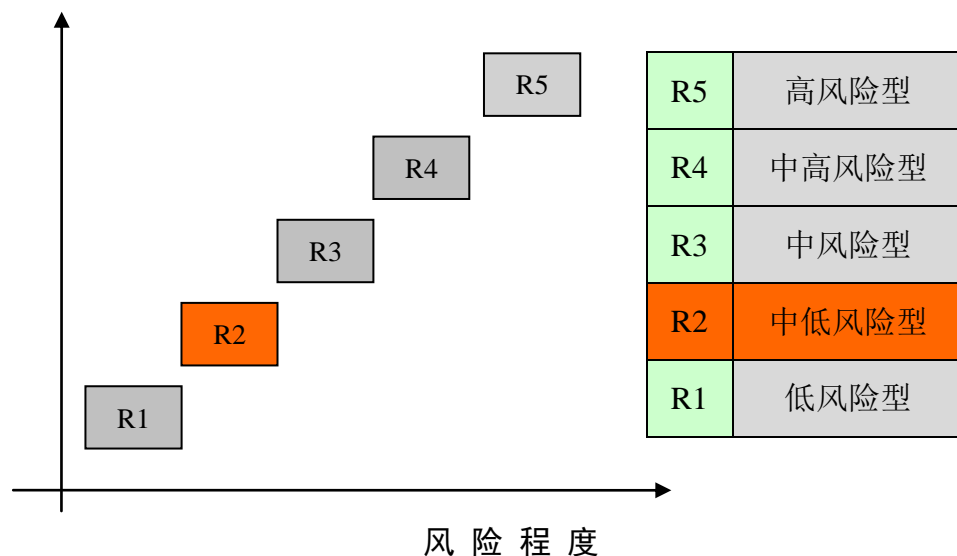 R5
R4
R3
R2
R1
R5 高风险型
R4 中高风险型
R3 中风险型
R2 中低风险型
R1 低风险型
风险程度